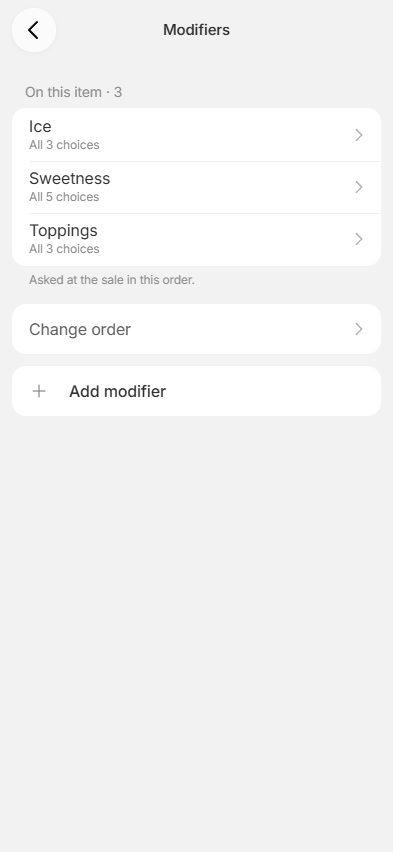 Modifiers
On this item · 3
Ice
All 3 choices
Sweetness
All 5 choices
Toppings
All 3 choices
Asked at the sale in this order.
Change order
Add modifier